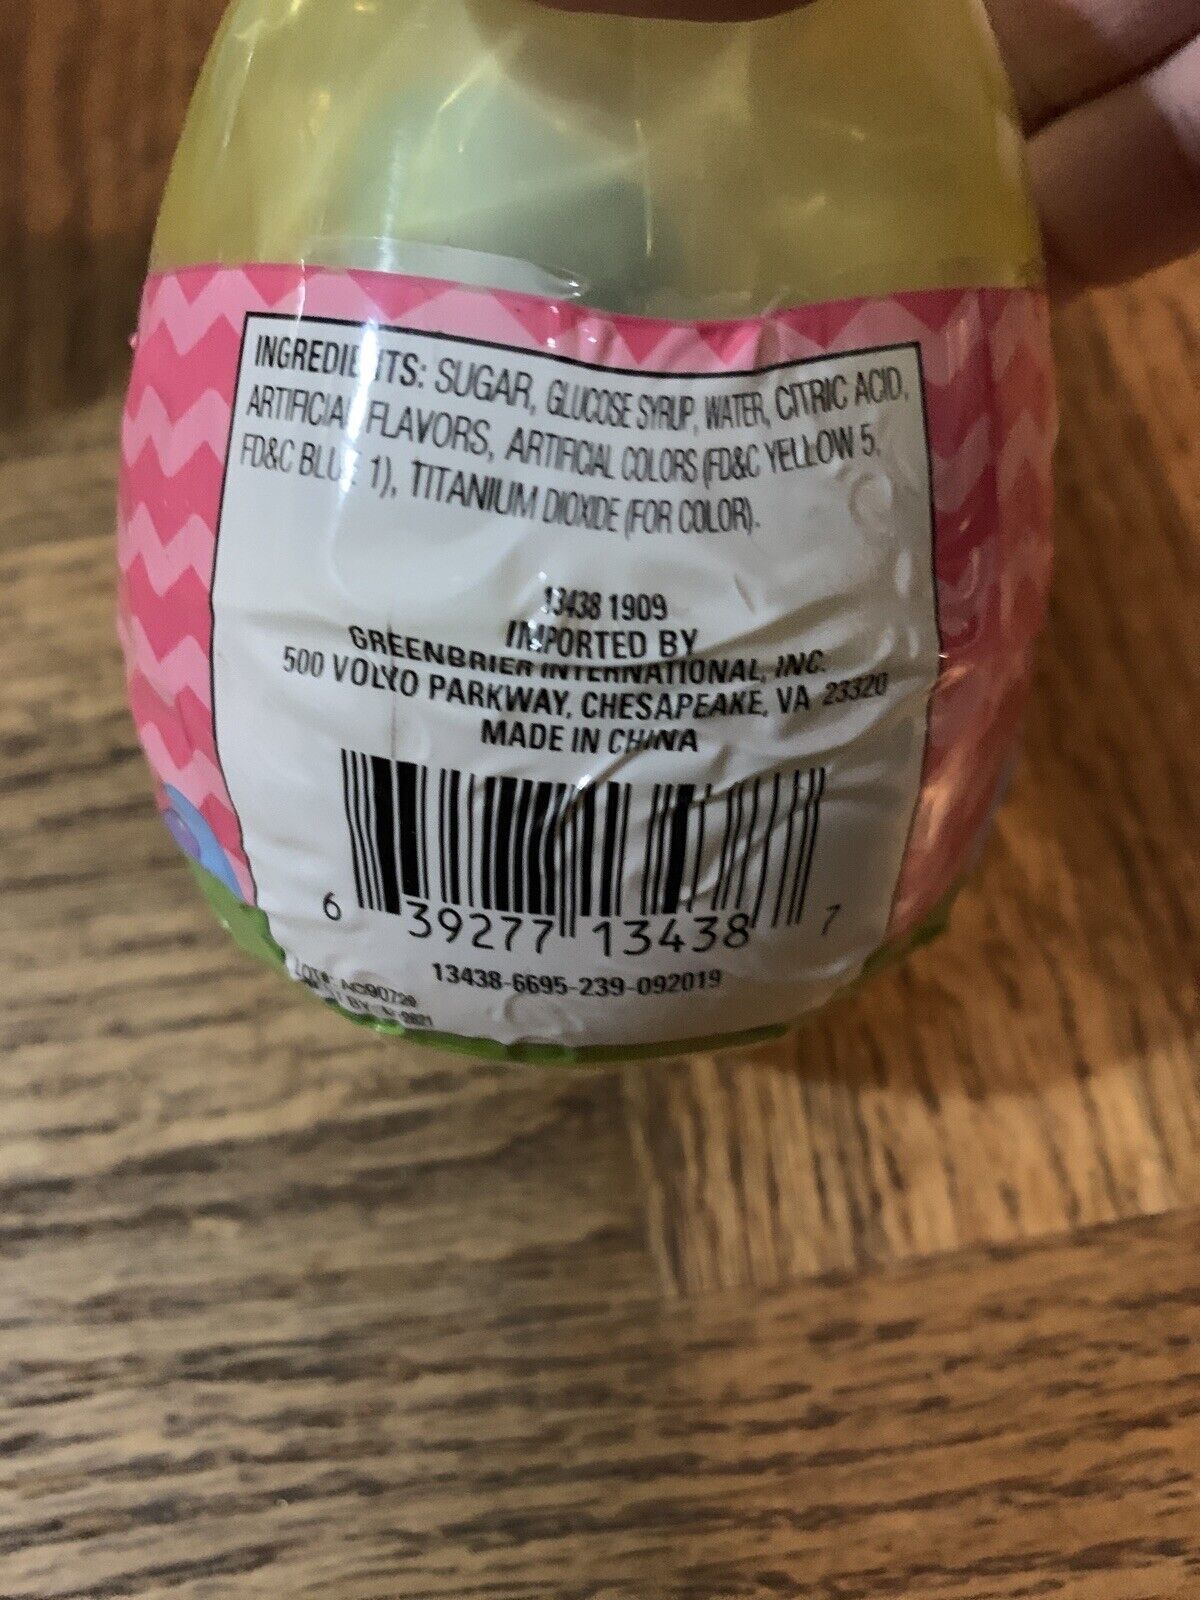 INGREDIENTS: SUGAR, GLUCOSE SYRUP, WATER, CITRIC ACID,
ARTIFICIAL FLAVORS, ARTIFICIAL COLORS (FD&C YELLOW 5,
FD&C BLUE 1), TITANIUM DIOXIDE (FOR COLOR).
13438 1909
IMPORTED BY
GREENBRIER INTERNATIONAL, INC.
500 VOLVO PARKWAY, CHESAPEAKE, VA 23320
MADE IN CHINA
6 39277 13438 7
13438-6695-239-092019
LOT#:
BY